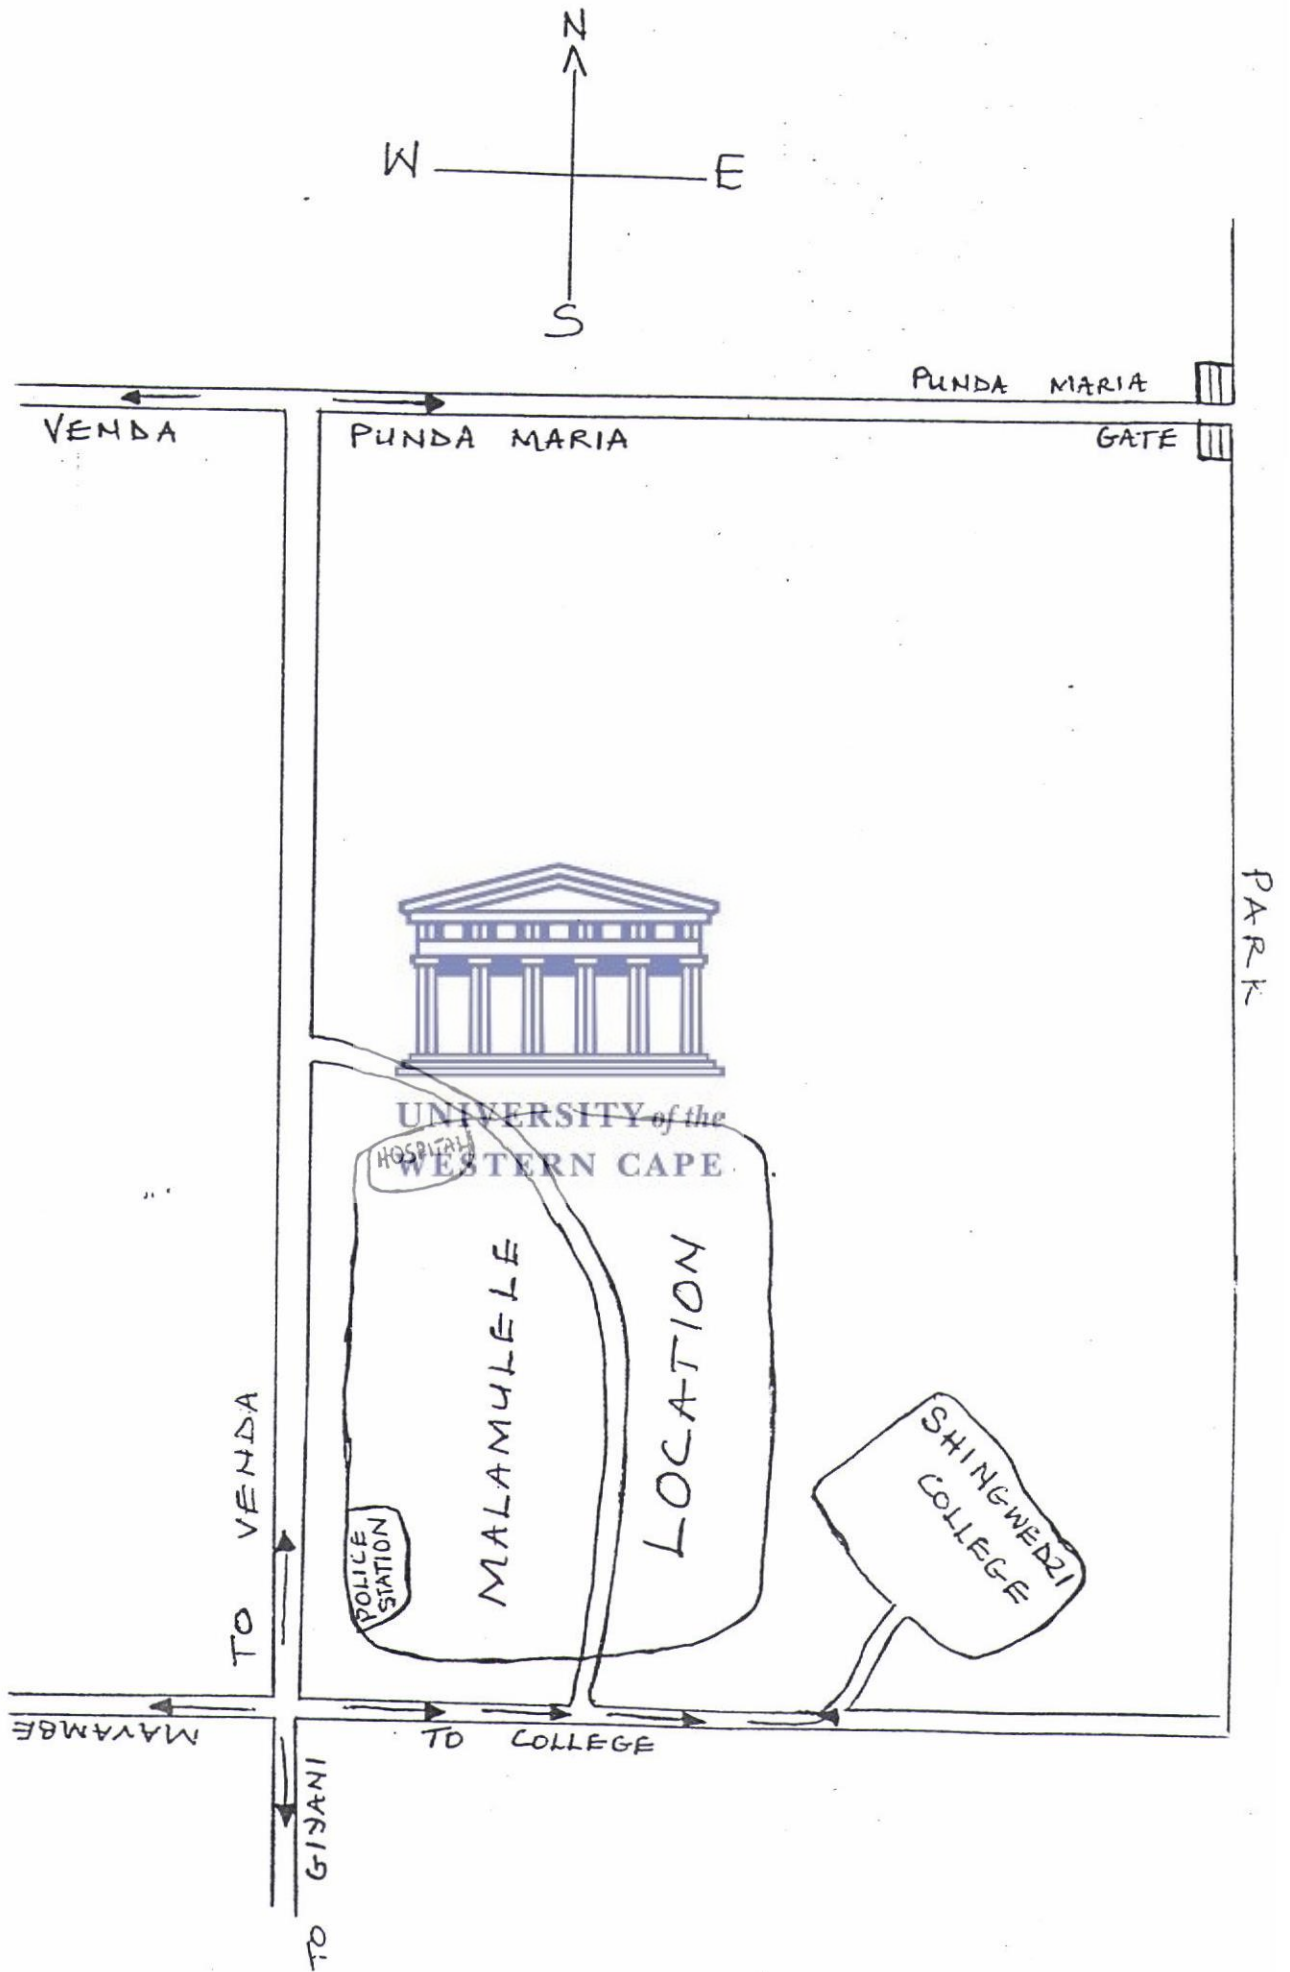 N
W E
S
PUNDA MARIA
VENDA PUNDA MARIA
GATE
PARK
UNIVERSITY of the
WESTERN CAPE
HOSPITAL
MALAMULELE
LOCATION
TO VENDA
POLICE
STATION
SHINGWEDZI
COLLEGE
MAVAMBE
TO COLLEGE
TO GIYANI